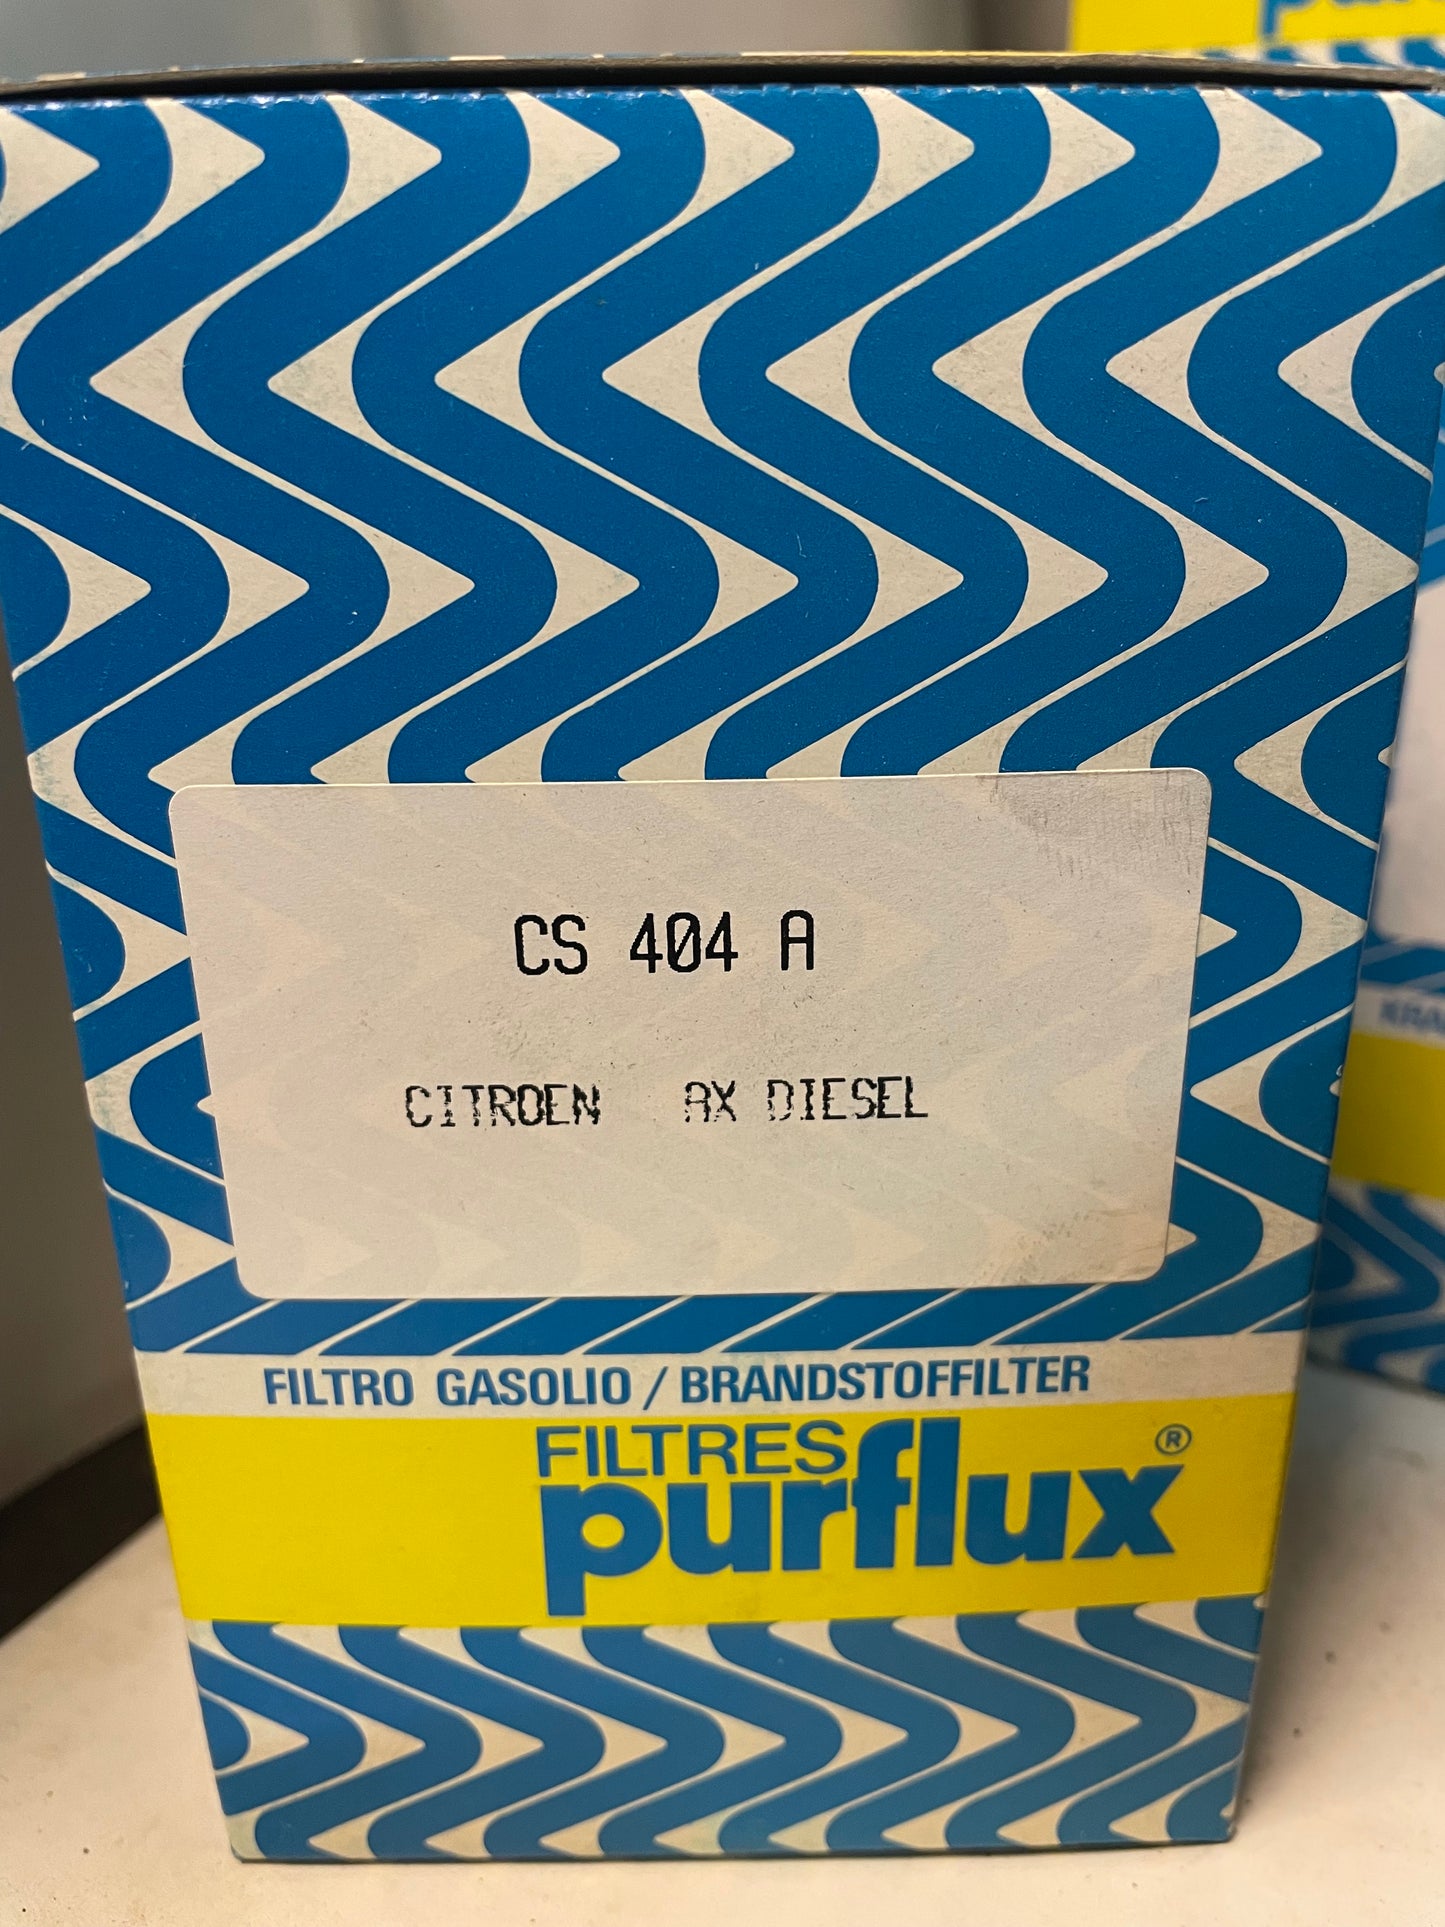 CS 404 A
CITROEN AX DIESEL
FILTRO GASOLIO / BRANDSTOFFILTER
FILTRES
purflux ®